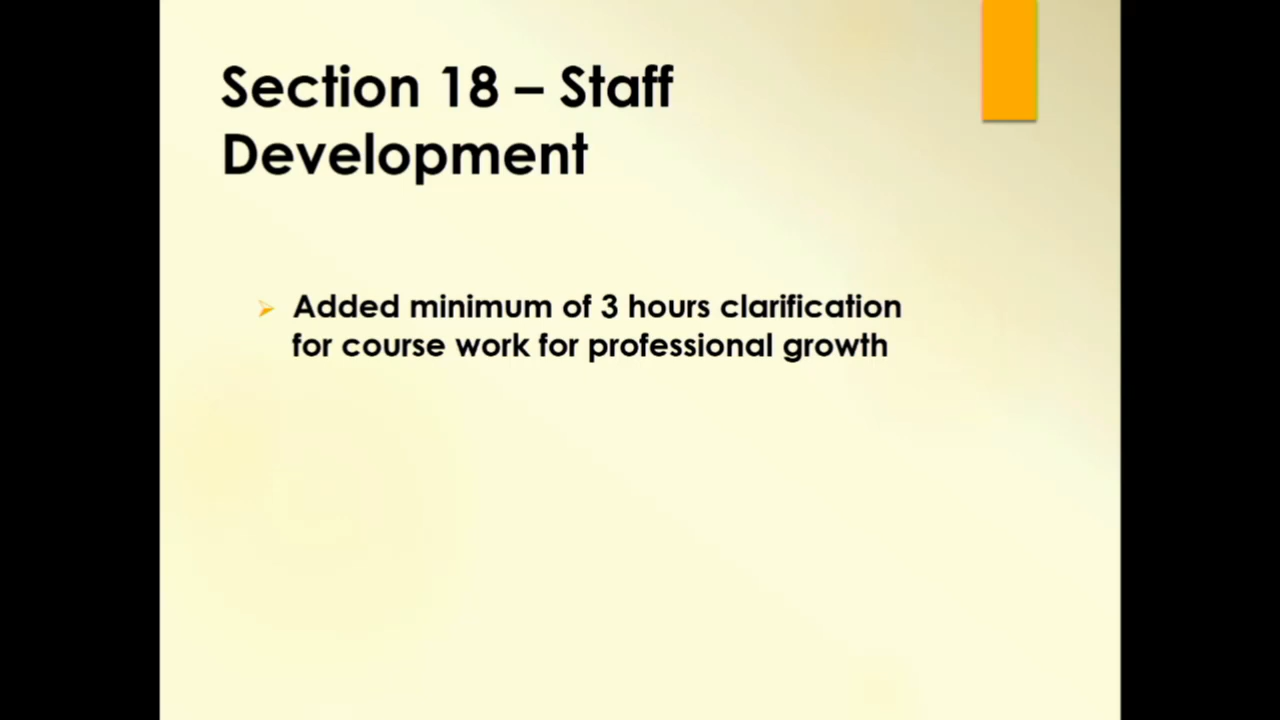 Section 18 – Staff
Development
Added minimum of 3 hours clarification
for course work for professional growth